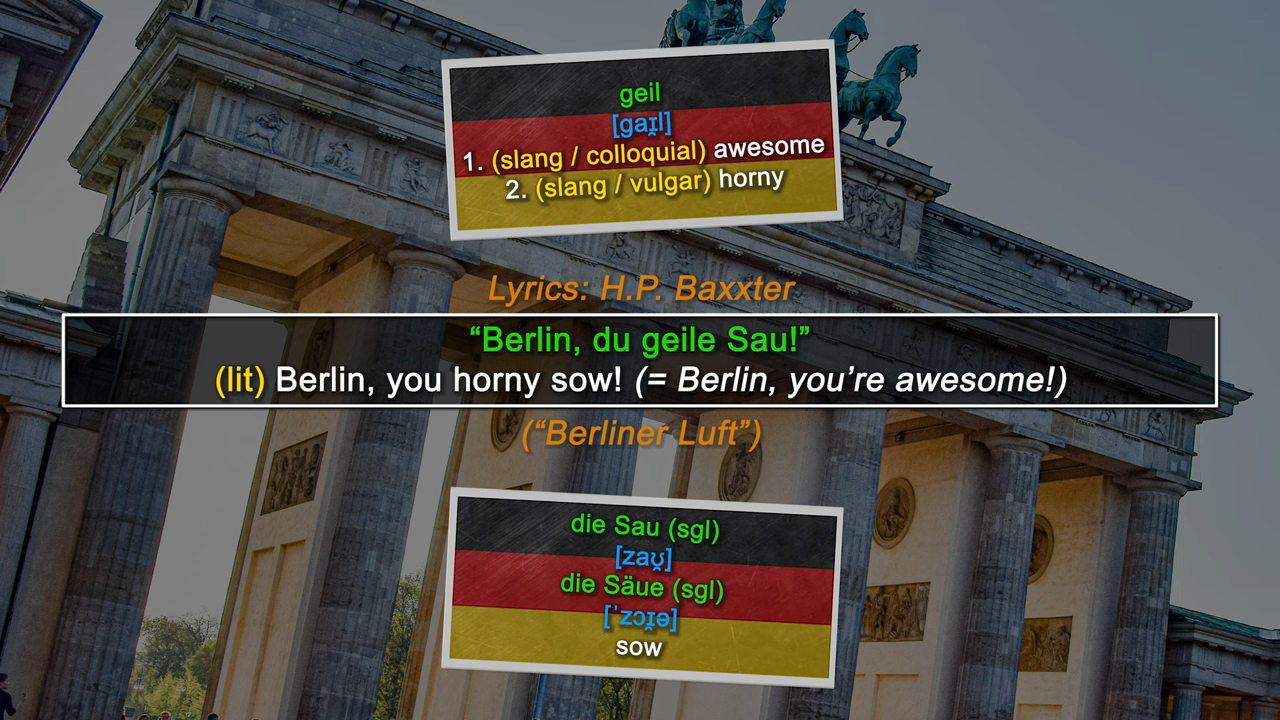 geil
[gaɪ̯l]
1. (slang / colloquial) awesome
2. (slang / vulgar) horny
Lyrics: H.P. Baxxter
“Berlin, du geile Sau!”
(lit) Berlin, you horny sow! (= Berlin, you’re awesome!)
(“Berliner Luft”)
die Sau (sgl)
[zaʊ̯]
die Säue (sgl)
[ˈzɔɪ̯ə]
sow